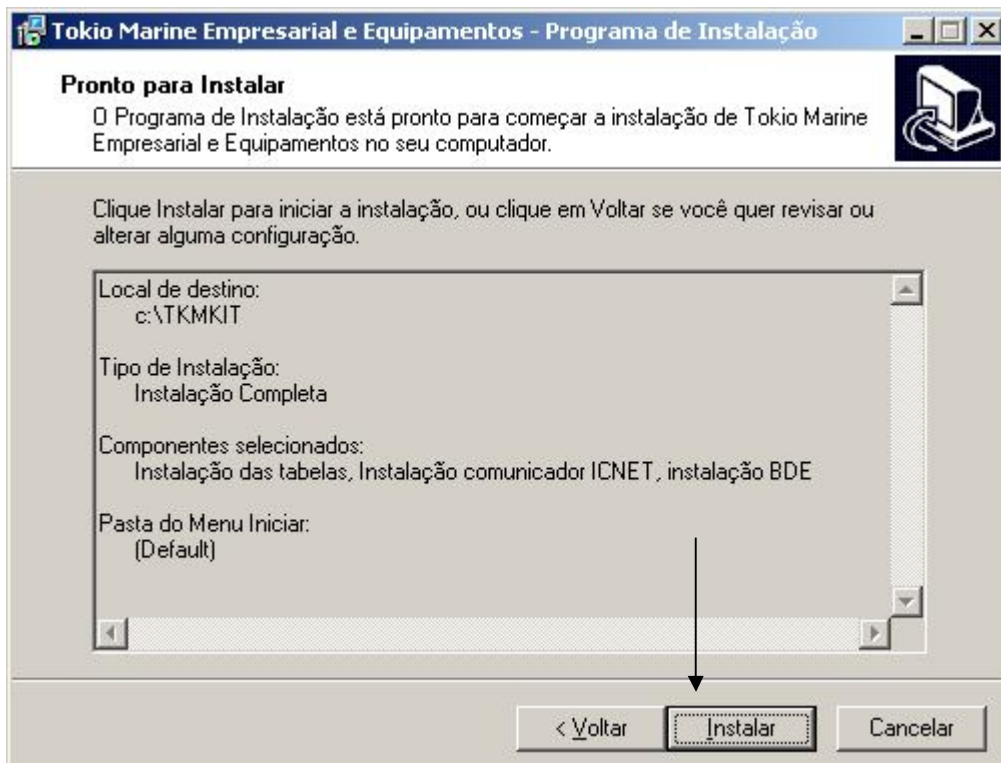 Tokio Marine Empresarial e Equipamentos - Programa de Instalação
Pronto para Instalar
O Programa de Instalação está pronto para começar a instalação de Tokio Marine
Empresarial e Equipamentos no seu computador.
Clique Instalar para iniciar a instalação, ou clique em Voltar se você quer revisar ou
alterar alguma configuração.
Local de destino:
c:\TKMKIT
Tipo de Instalação:
Instalação Completa
Componentes selecionados:
Instalação das tabelas, Instalação comunicador ICNET, instalação BDE
Pasta do Menu Iniciar:
(Default)
< Voltar
Instalar
Cancelar